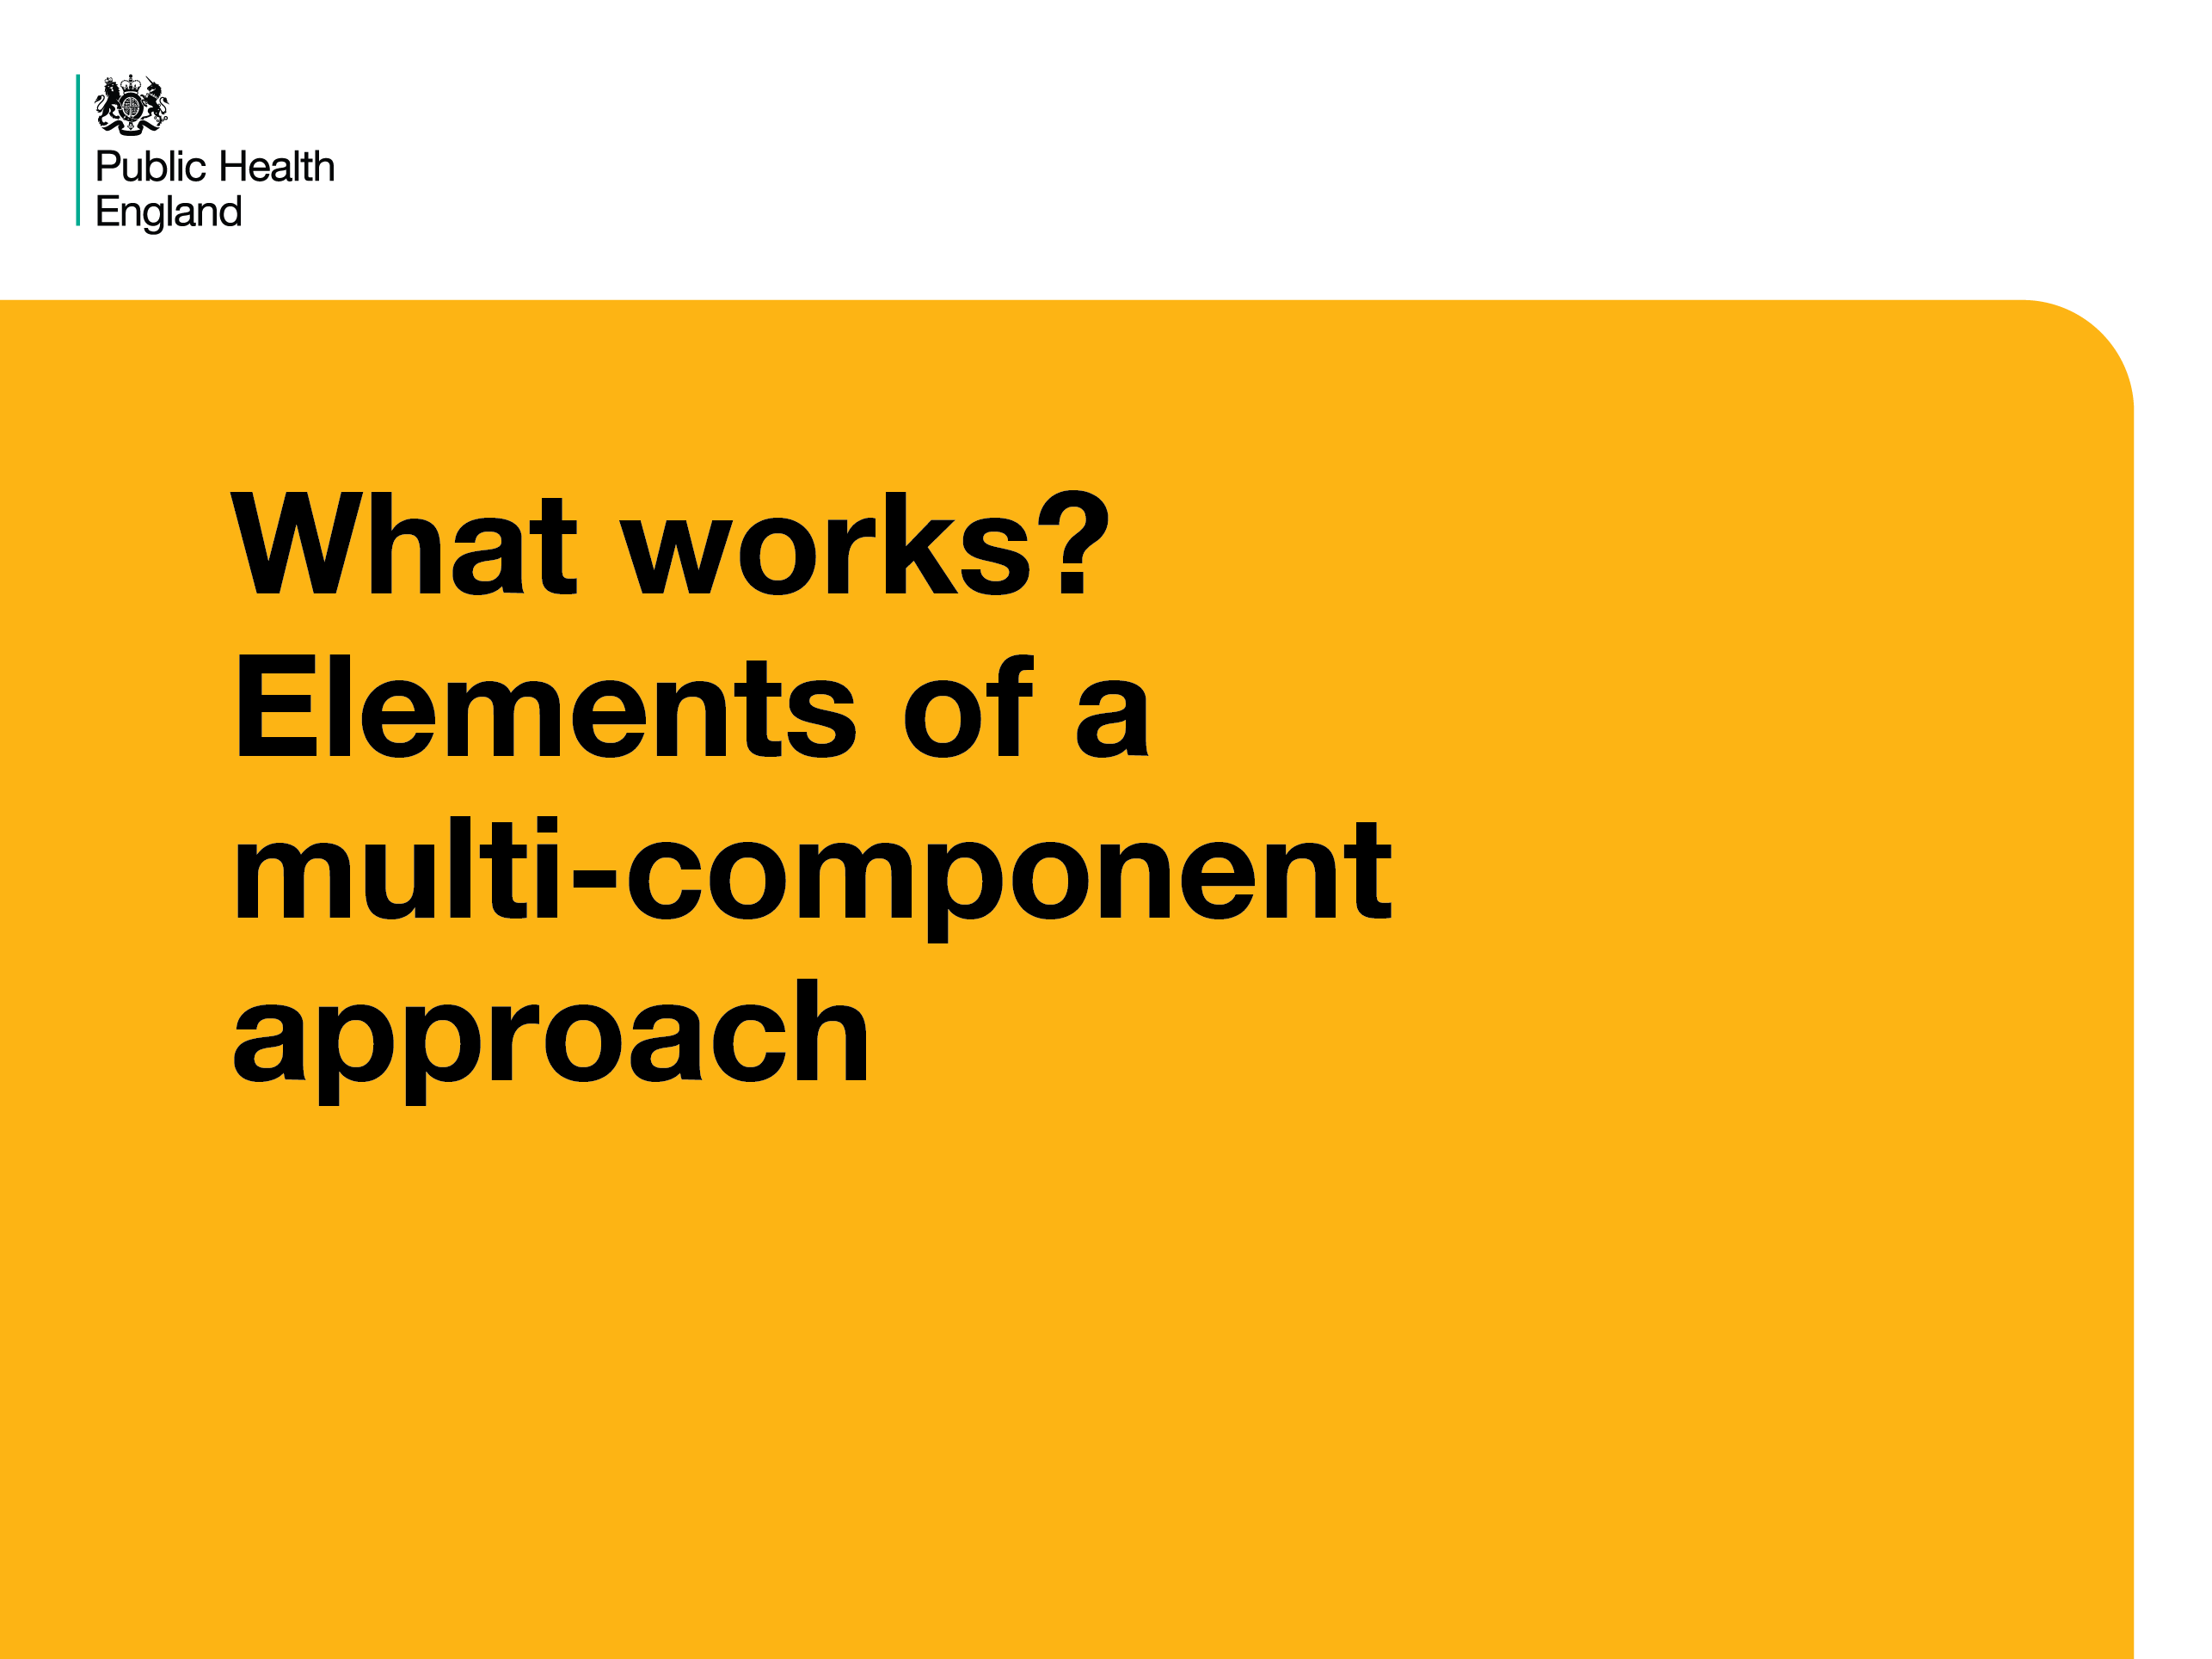 Public Health
England
What works?
Elements of a
multi-component
approach